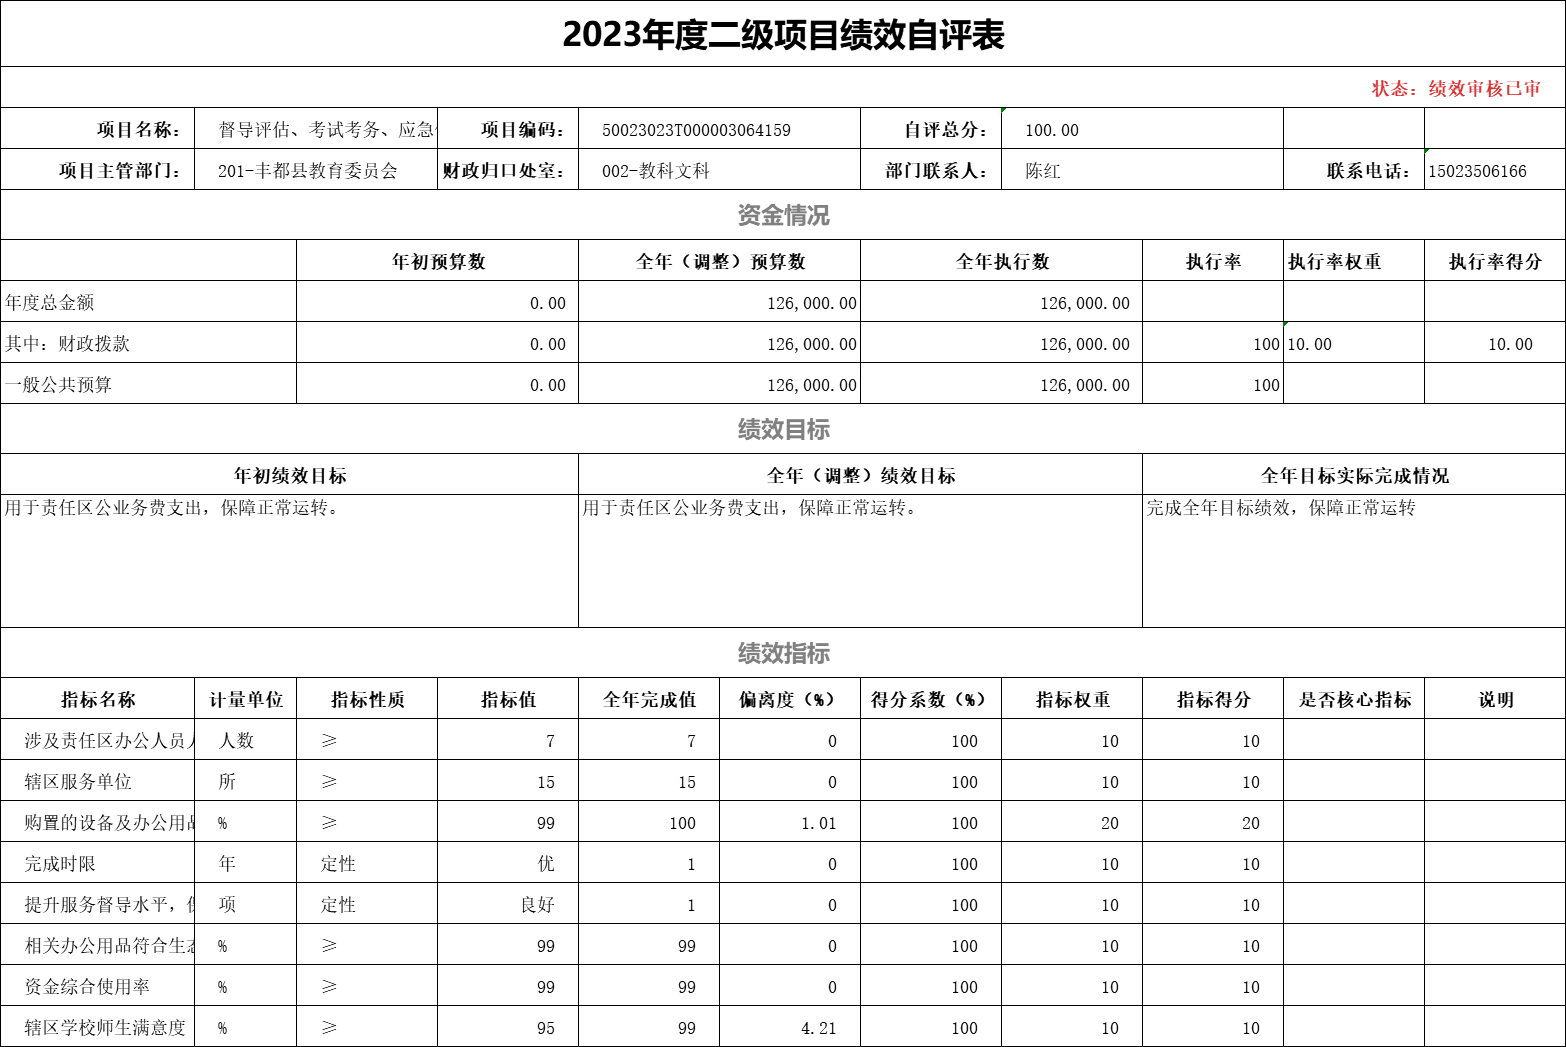 2023年度二级项目绩效自评表
状态：绩效审核已审
项目名称： 督导评估、考试考务、应急 项目编码： 50023023T000003064159 自评总分： 100.00
项目主管部门： 201-丰都县教育委员会 财政归口处室： 002-教科文科 部门联系人： 陈红 联系电话： 15023506166
资金情况
年初预算数 全年（调整）预算数 全年执行数 执行率 执行率权重 执行率得分
年度总金额 0.00 126,000.00 126,000.00
其中：财政拨款 0.00 126,000.00 126,000.00 100 10.00 10.00
一般公共预算 0.00 126,000.00 126,000.00 100
绩效目标
年初绩效目标 全年（调整）绩效目标 全年目标实际完成情况
用于责任区公业务费支出，保障正常运转。 用于责任区公业务费支出，保障正常运转。 完成全年目标绩效，保障正常运转
绩效指标
指标名称 计量单位 指标性质 指标值 全年完成值 偏离度（%） 得分系数（%） 指标权重 指标得分 是否核心指标 说明
涉及责任区办公人员 人数 ≥ 7 7 0 100 10 10
辖区服务单位 所 ≥ 15 15 0 100 10 10
购置的设备及办公用品 % ≥ 99 100 1.01 100 20 20
完成时限 年 定性 优 1 0 100 10 10
提升服务督导水平， 项 定性 良好 1 0 100 10 10
相关办公用品符合生态 % ≥ 99 99 0 100 10 10
资金综合使用率 % ≥ 99 99 0 100 10 10
辖区学校师生满意度 % ≥ 95 99 4.21 100 10 10